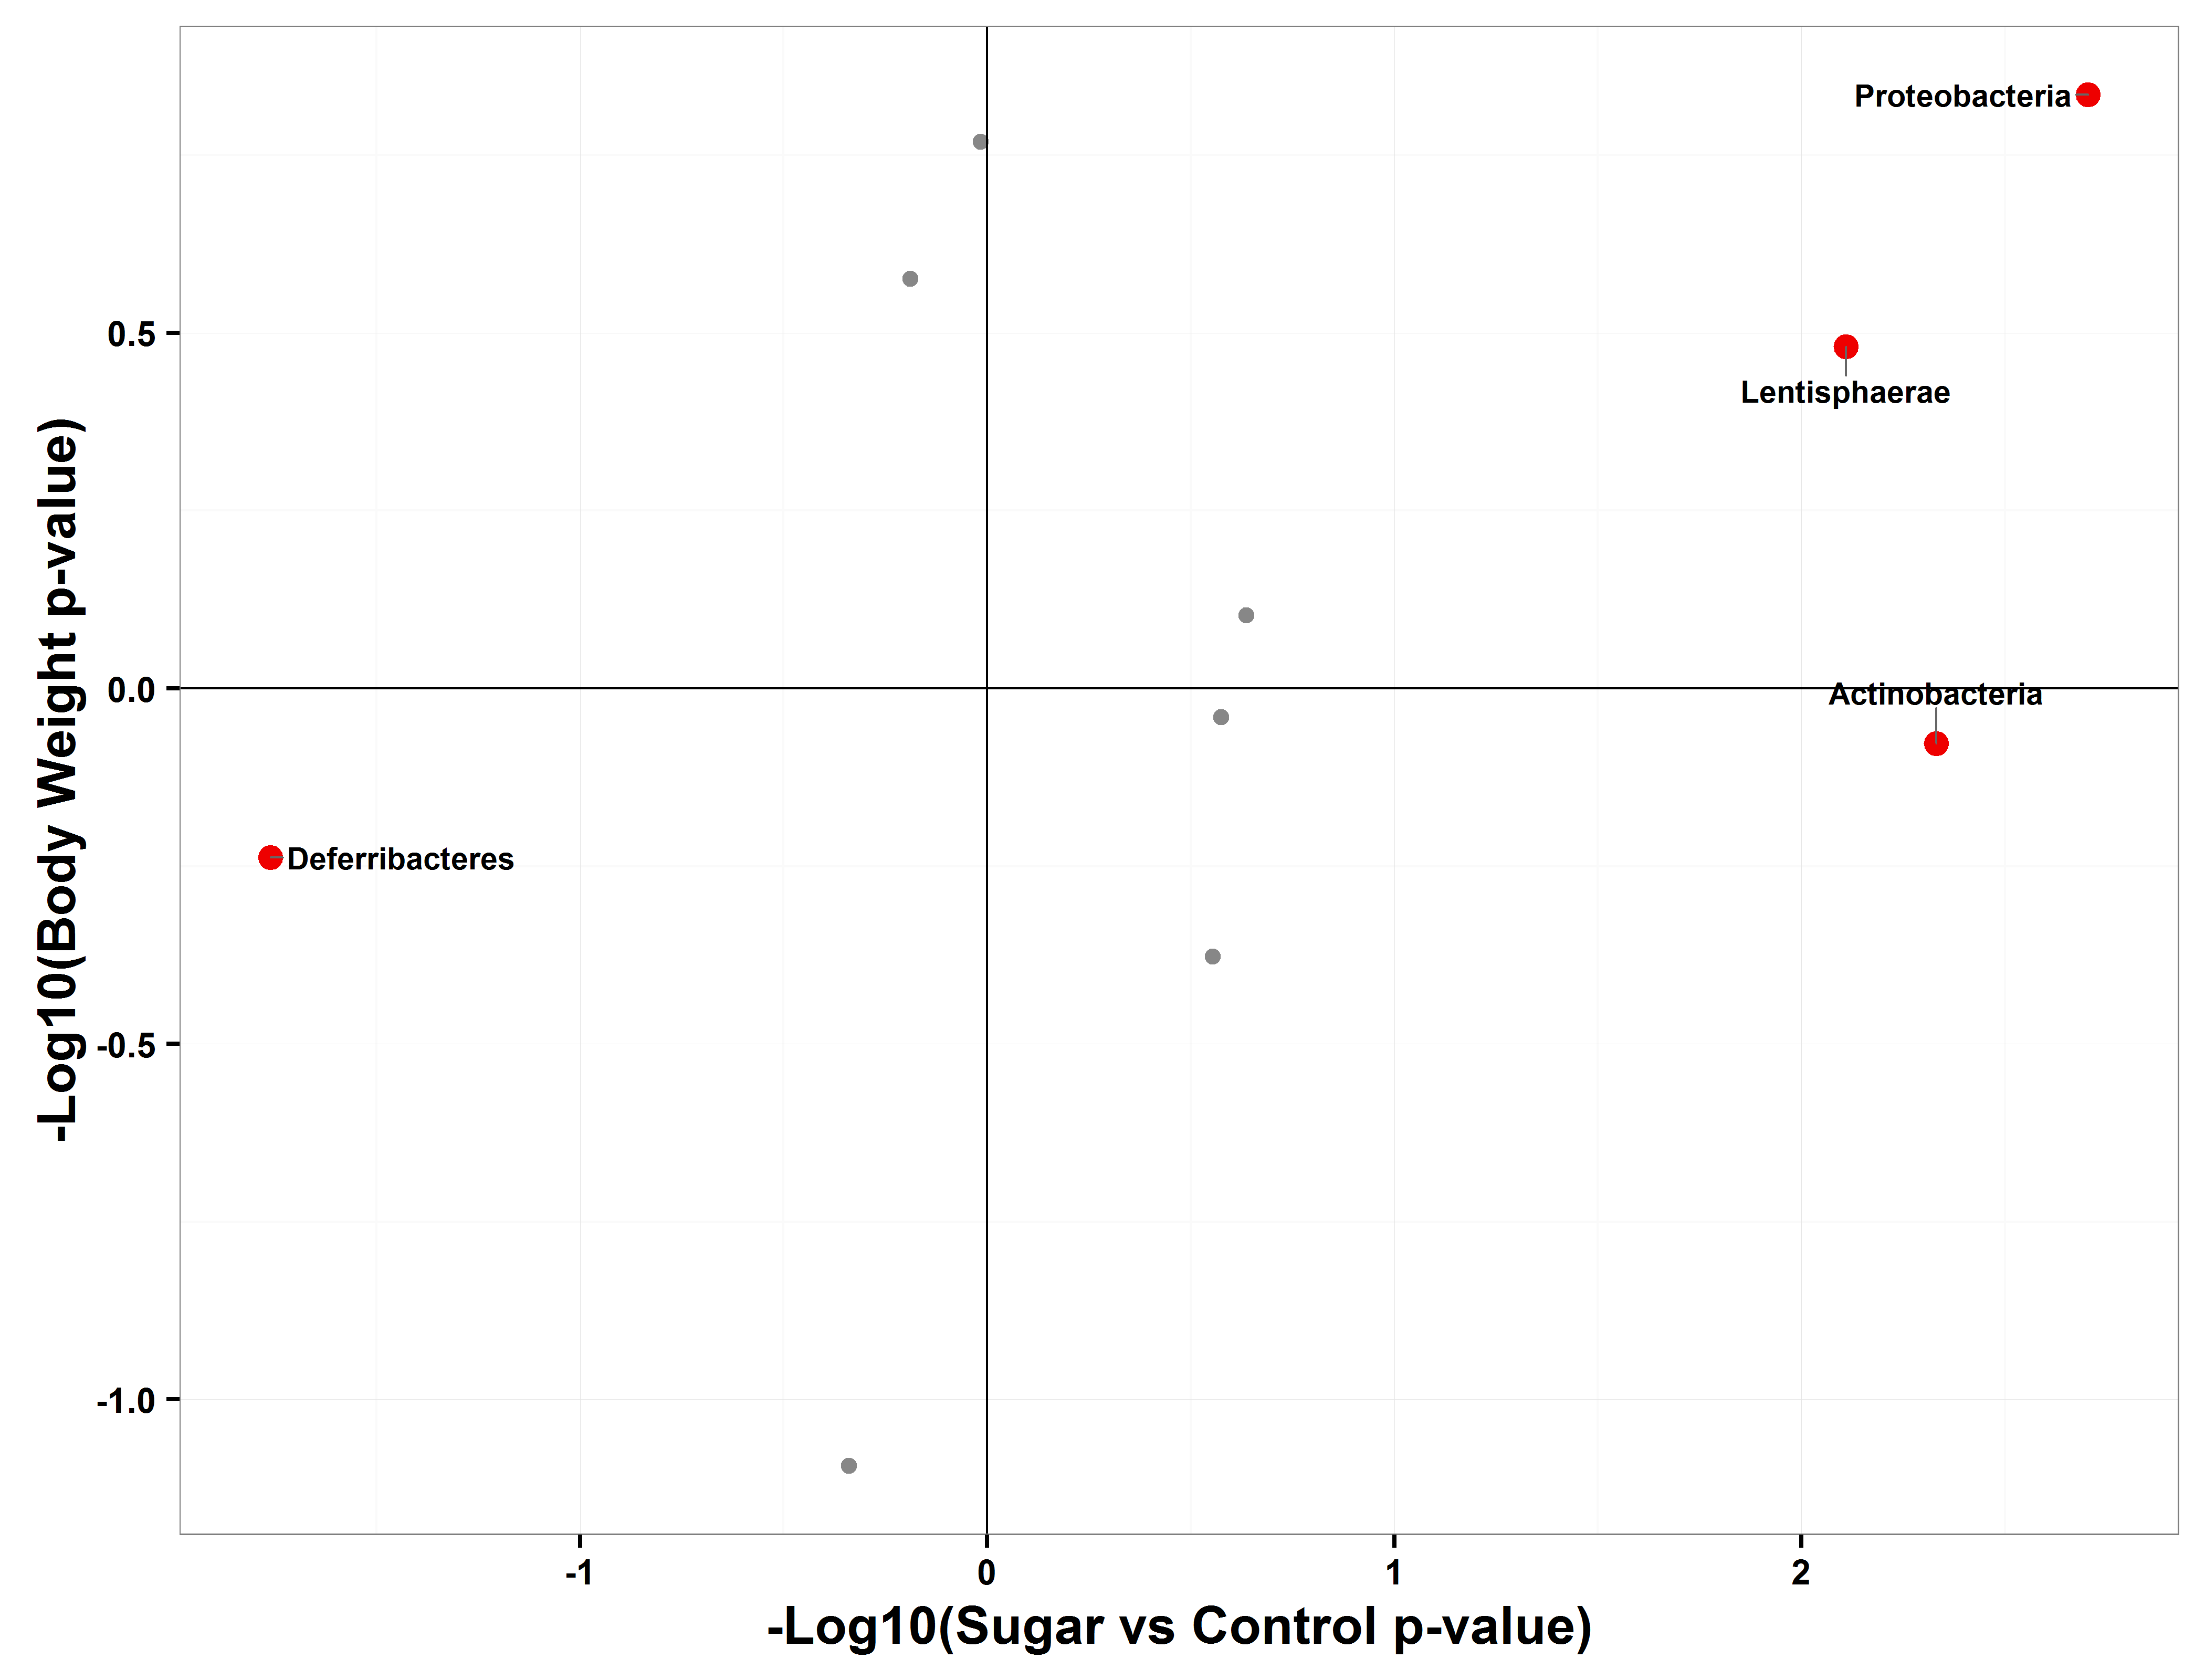 Proteobacteria
0.5
Lentisphaerae
0.0
Actinobacteria
Deferribacteres
-0.5
-1.0
-Log10(Body Weight p-value)
-1 0 1 2
-Log10(Sugar vs Control p-value)